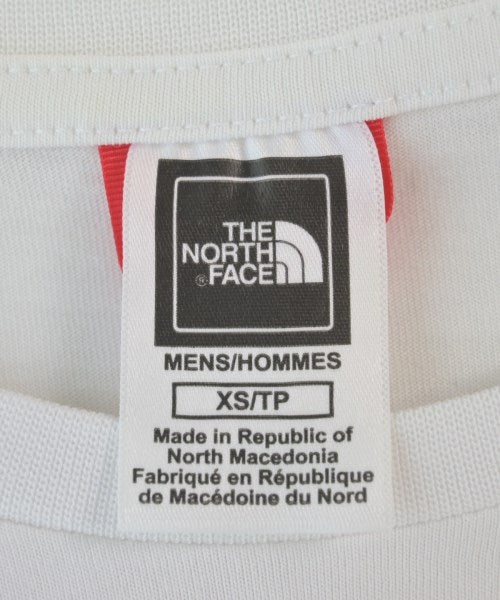 THE
NORTH
FACE
®
MENS/HOMMES
XS/TP
Made in Republic of
North Macedonia
Fabriqué en République
de Macédoine du Nord